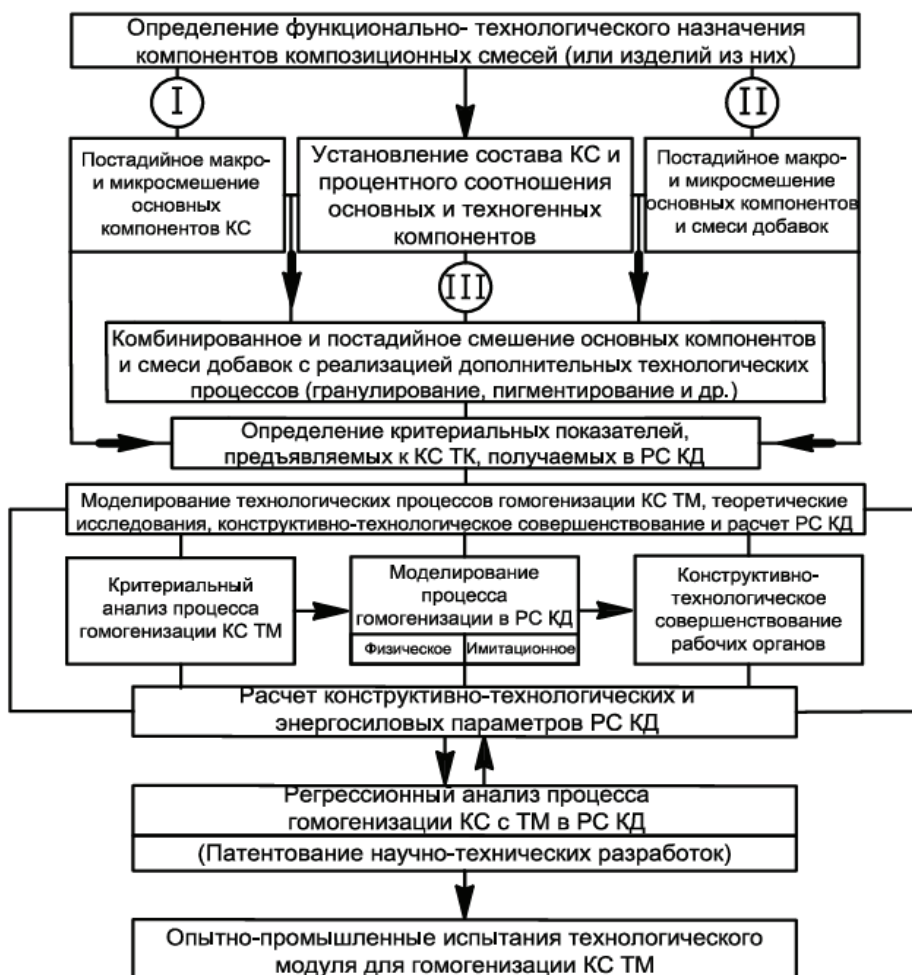 Определение функционально- технологического назначения
компонентов композиционных смесей (или изделий из них)
I
II
Постадийное макро-
и микросмешение
основных
компонентов КС
Установление состава КС и
процентного соотношения
основных и техногенных
компонентов
Постадийное макро-
и микросмешение
основных компонентов
и смеси добавок
III
Комбинированное и постадийное смешение основных компонентов
и смеси добавок с реализацией дополнительных технологических
процессов (гранулирование, пигментирование и др.)
Определение критериальных показателей,
предъявляемых к КС ТК, получаемых в РС КД
Моделирование технологических процессов гомогенизации КС ТМ, теоретические
исследования, конструктивно-технологическое совершенствование и расчет РС КД
Критериальный
анализ процесса
гомогенизации КС ТМ
Моделирование
процесса
гомогенизации в РС КД
Физическое
Имитационное
Конструктивно-
технологическое
совершенствование
рабочих органов
Расчет конструктивно-технологических и
энергосиловых параметров РС КД
Регрессионный анализ процесса
гомогенизации КС с ТМ в РС КД
(Патентование научно-технических разработок)
Опытно-промышленные испытания технологического
модуля для гомогенизации КС ТМ